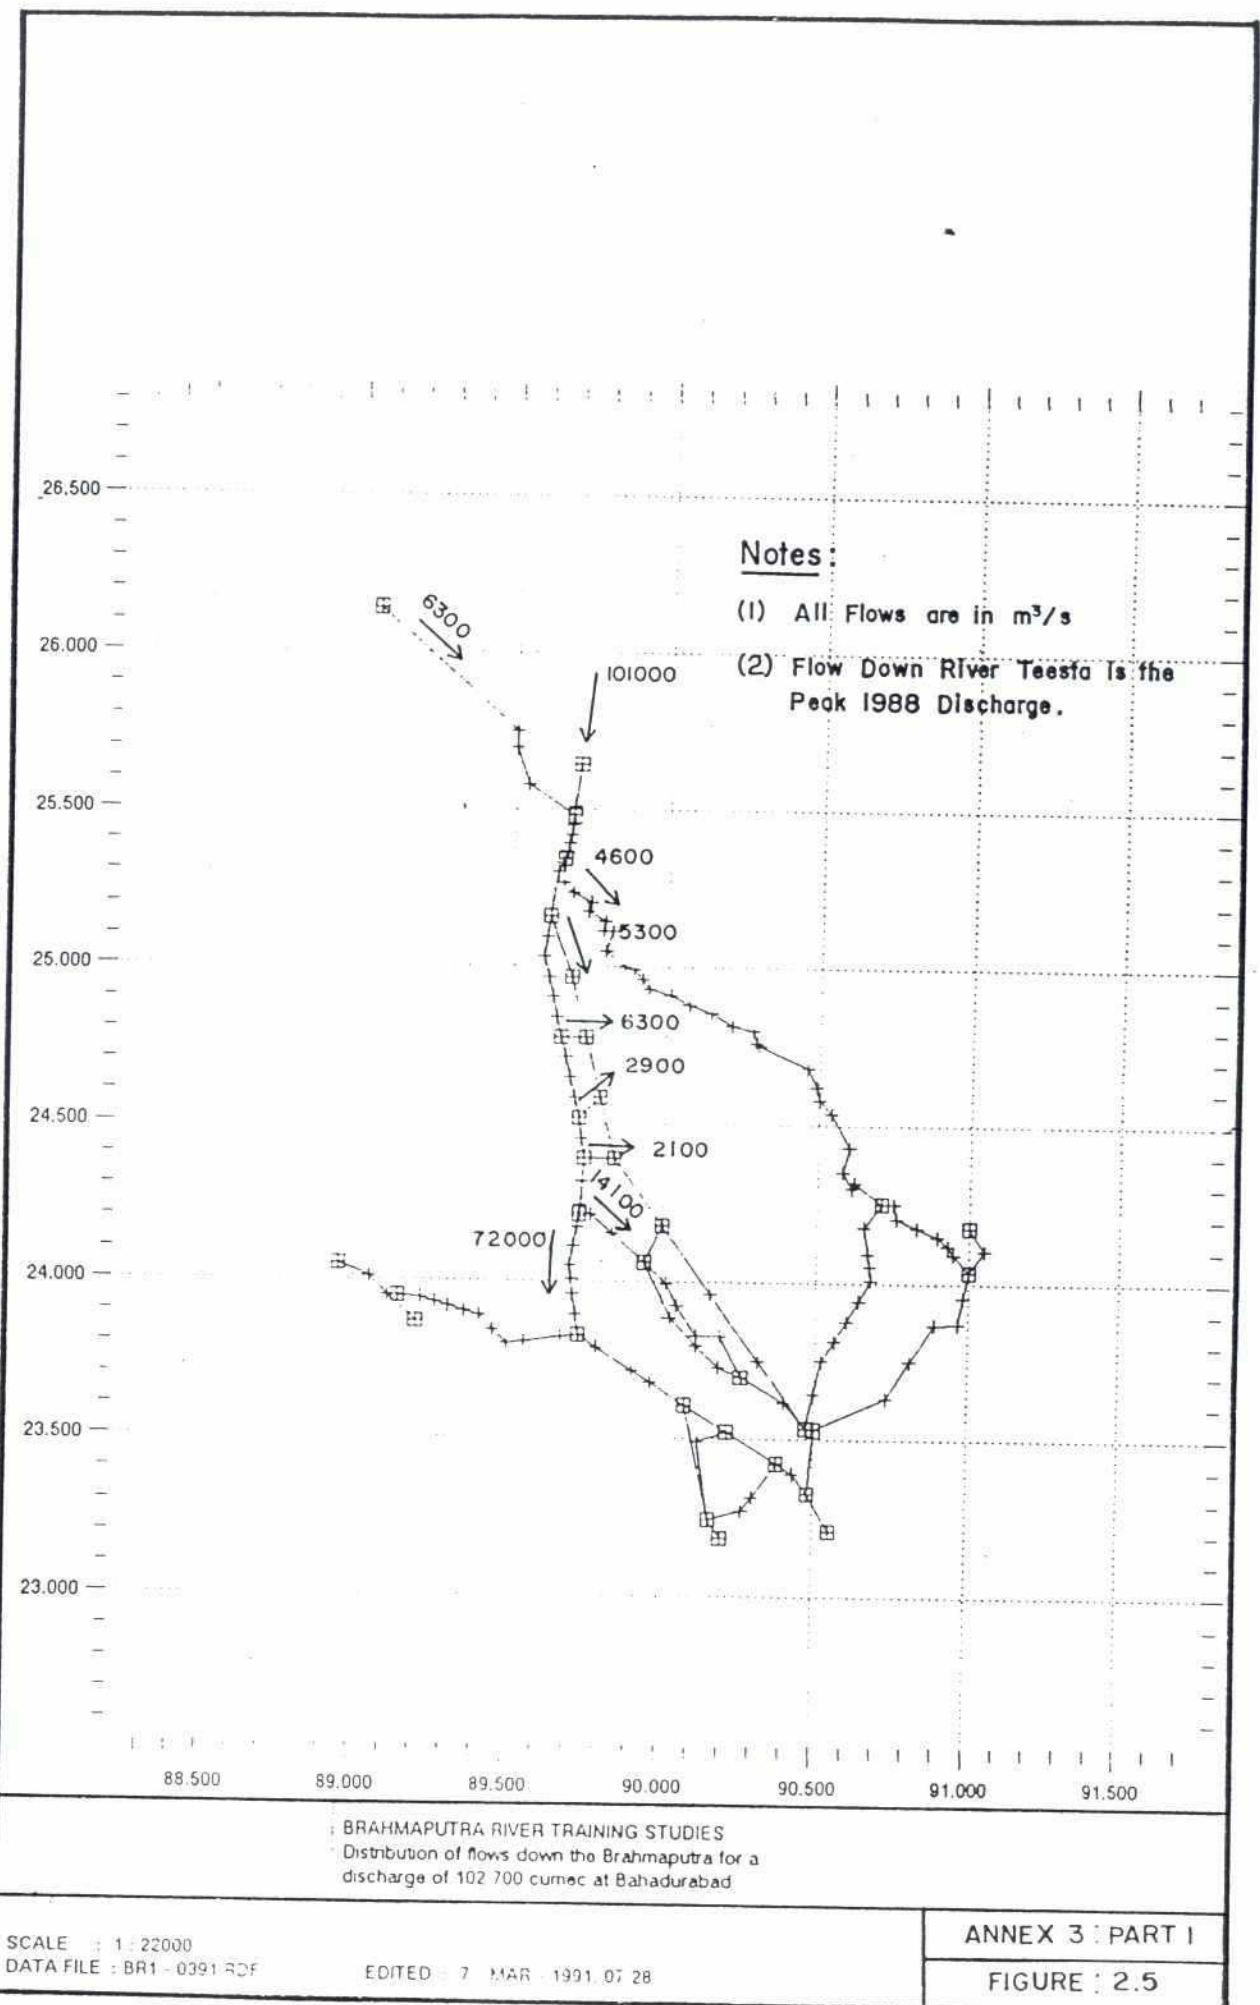 26.500
Notes :
(1) All Flows are in m³/s
6300
26.000
(2) Flow Down River Teesta is the
Peak 1988 Discharge.
101000
25.500
4600
5300
25.000
6300
2900
24.500
2100
14100
72000
24.000
23.500
23.000
88.500 89.000 89.500 90.000 90.500 91.000 91.500
BRAHMAPUTRA RIVER TRAINING STUDIES
Distribution of flows down the Brahmaputra for a
discharge of 102 700 cumec at Bahadurabad
ANNEX 3 : PART 1
SCALE : 1 : 22000
DATA FILE : BR1 - 0391
EDITED : 7 MAR - 1991. 07 28
FIGURE : 2.5